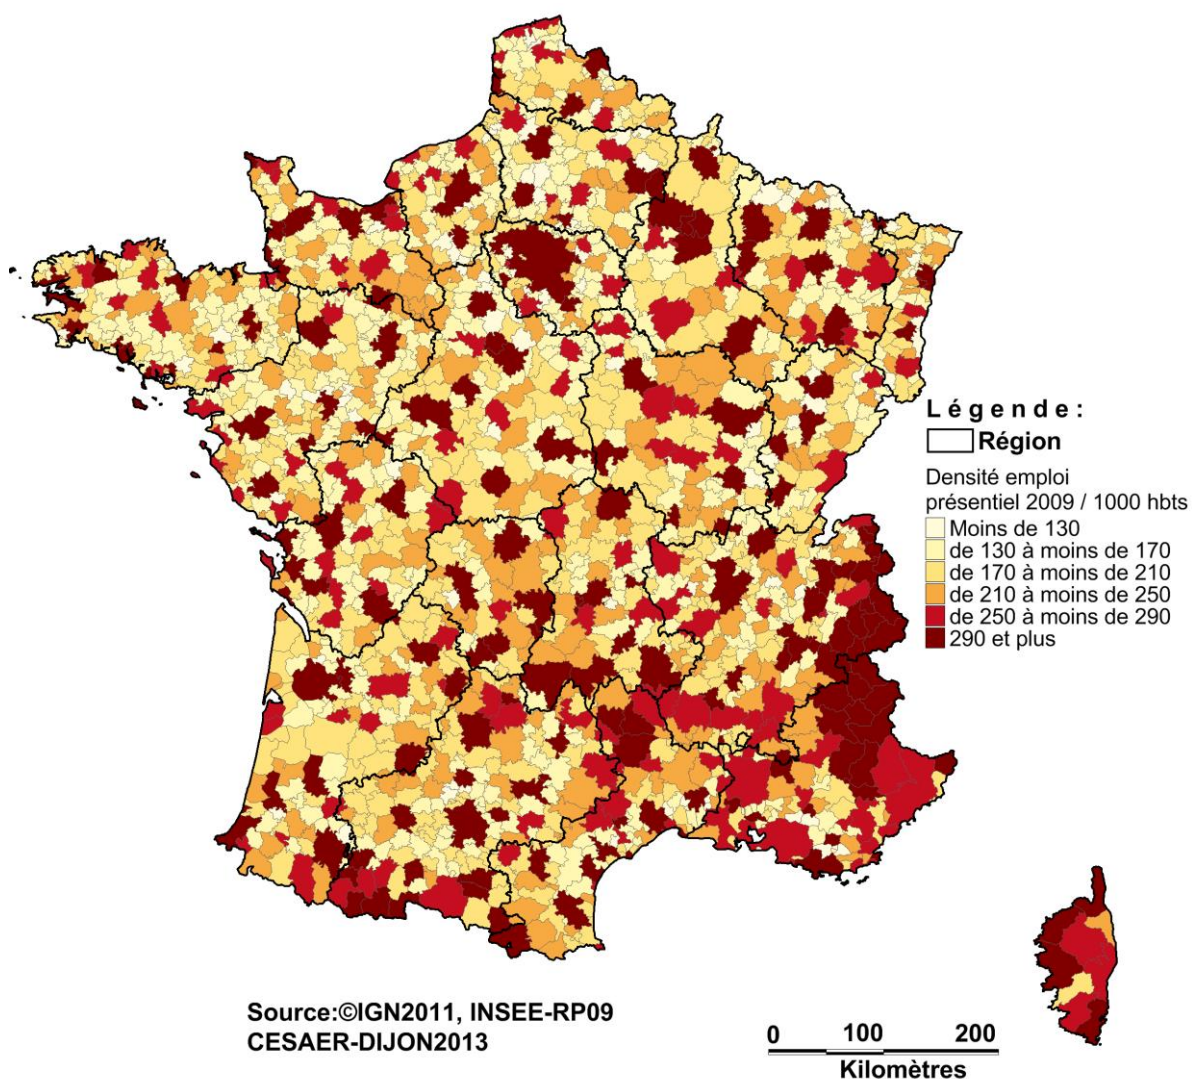 L é g e n d e :
Région
Densité emploi
présentiel 2009 / 1000 hbts
Moins de 130
de 130 à moins de 170
de 170 à moins de 210
de 210 à moins de 250
de 250 à moins de 290
290 et plus
Source:©IGN2011, INSEE-RP09
CESAER-DIJON2013
0 100 200
Kilomètres